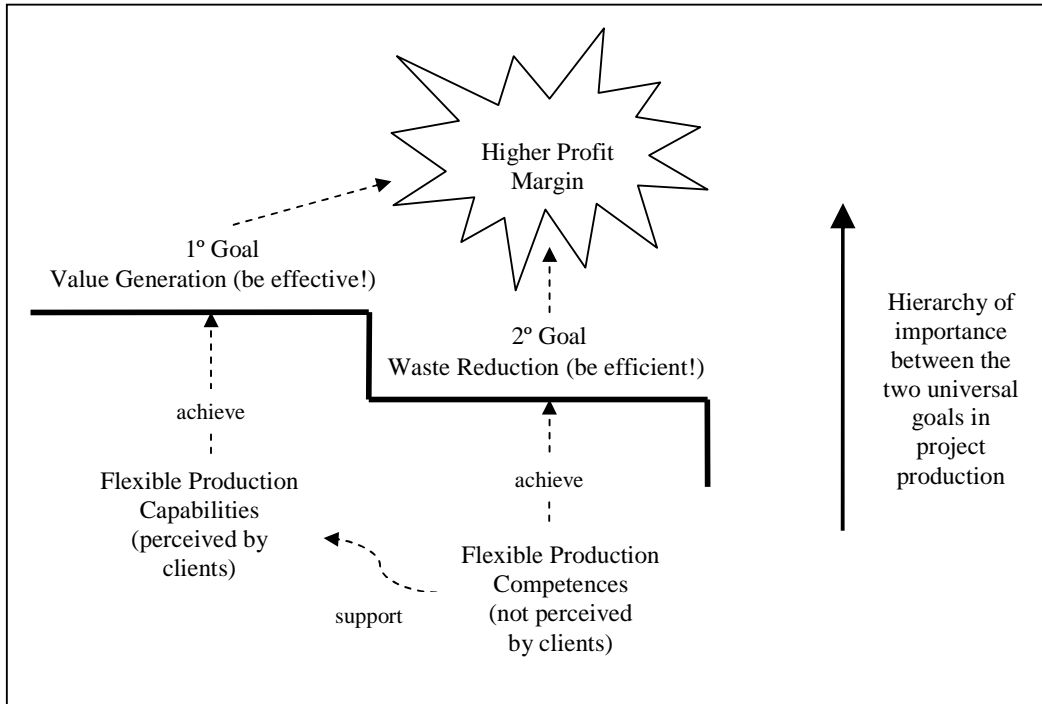 Higher Profit
Margin
1º Goal
Value Generation (be effective!)
2º Goal
Waste Reduction (be efficient!)
achieve
achieve
Flexible Production
Capabilities
(perceived by
clients)
support
Flexible Production
Competences
(not perceived
by clients)
Hierarchy of
importance
between the
two universal
goals in
project
production